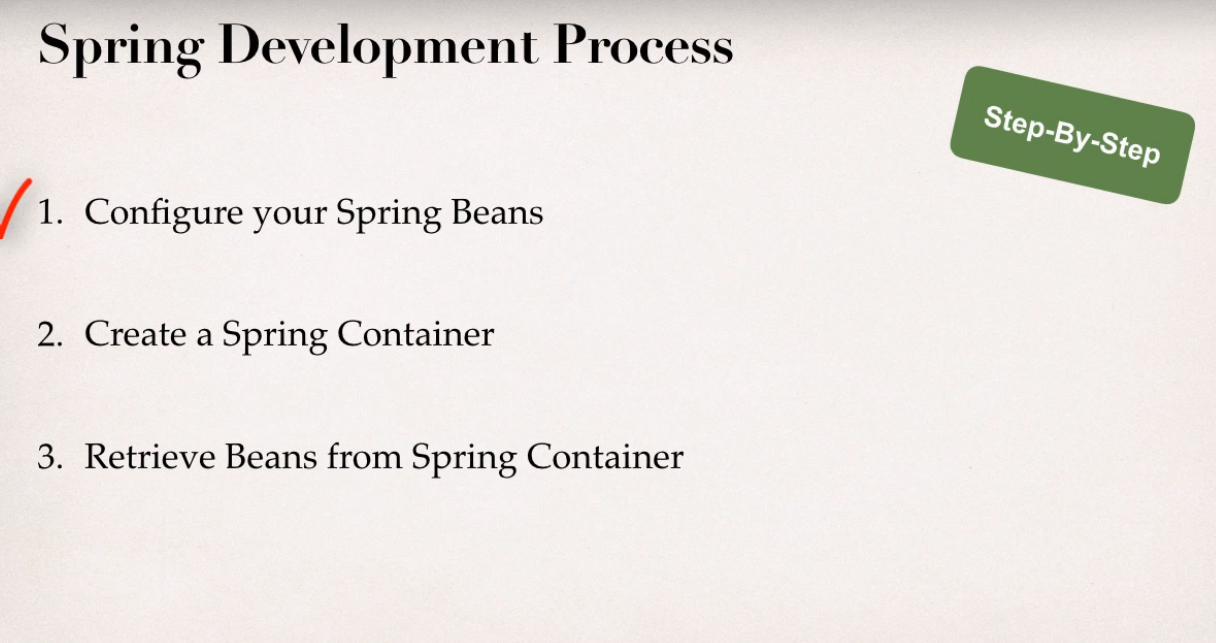 Spring Development Process
Step-By-Step
1. Configure your Spring Beans
2. Create a Spring Container
3. Retrieve Beans from Spring Container